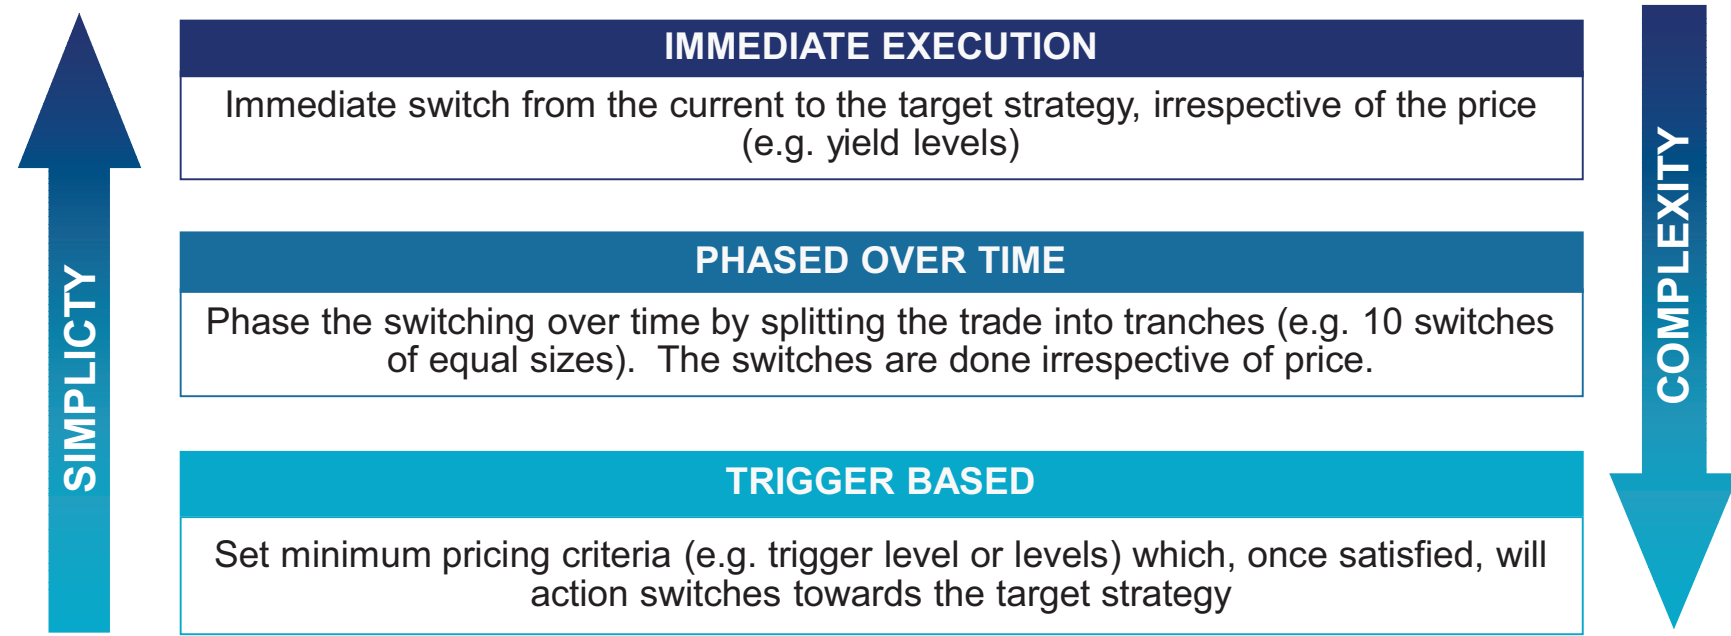 IMMEDIATE EXECUTION
Immediate switch from the current to the target strategy, irrespective of the price
(e.g. yield levels)
PHASED OVER TIME
Phase the switching over time by splitting the trade into tranches (e.g. 10 switches
of equal sizes).  The switches are done irrespective of price.
TRIGGER BASED
Set minimum pricing criteria (e.g. trigger level or levels) which, once satisfied, will
action switches towards the target strategy
SIMPLICTY
COMPLEXITY